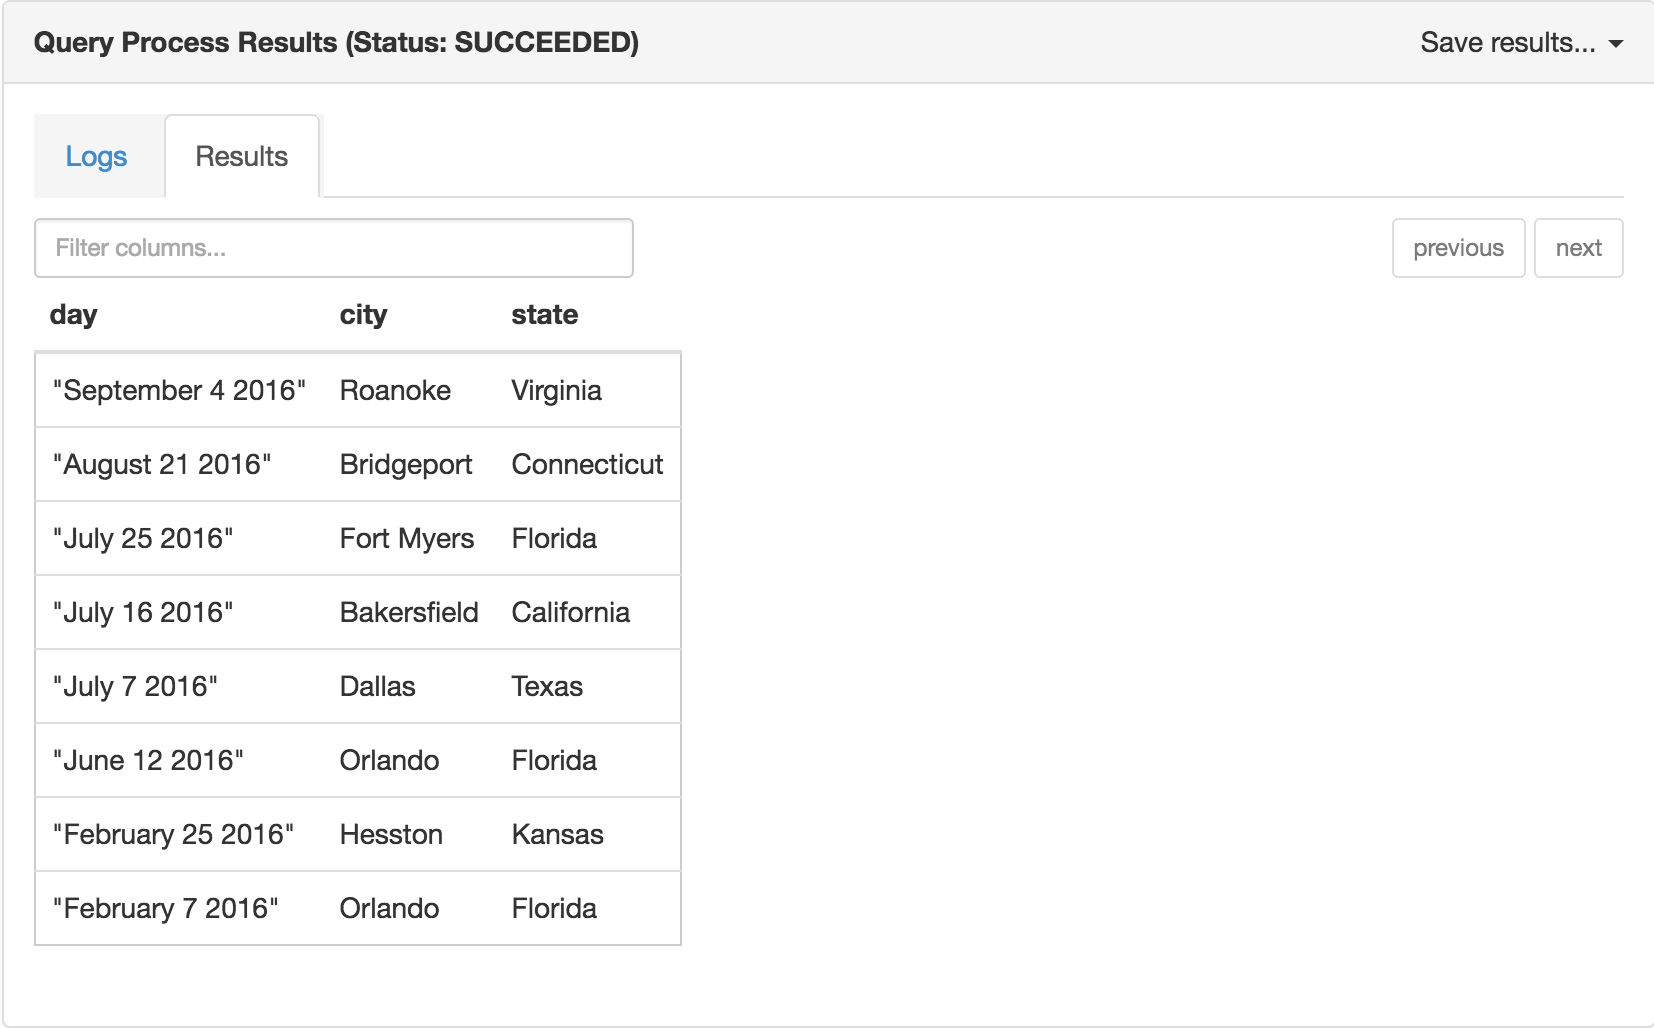 Query Process Results (Status: SUCCEEDED) Save results...
Logs Results
Filter columns... previous next
day city state
"September 4 2016" Roanoke Virginia
"August 21 2016" Bridgeport Connecticut
"July 25 2016" Fort Myers Florida
"July 16 2016" Bakersfield California
"July 7 2016" Dallas Texas
"June 12 2016" Orlando Florida
"February 25 2016" Hesston Kansas
"February 7 2016" Orlando Florida